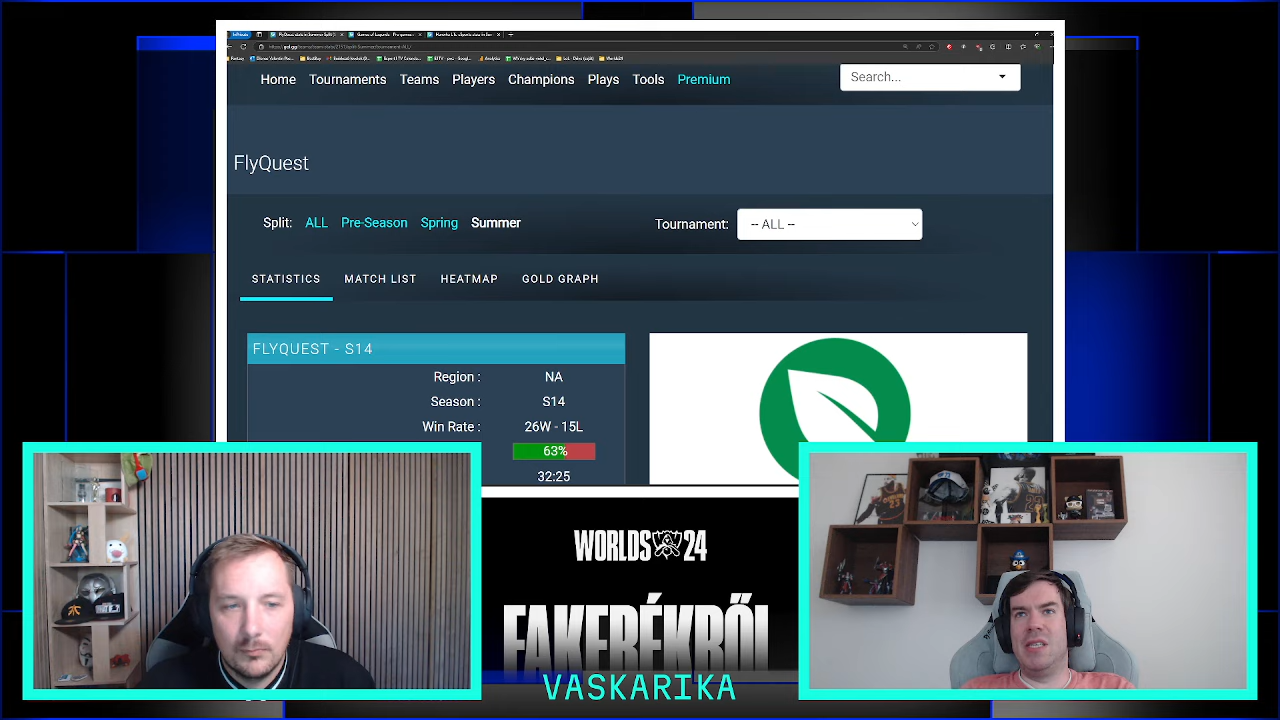 Home Tournaments Teams Players Champions Plays Tools Premium
Search...
FlyQuest
Split: ALL Pre-Season Spring Summer
Tournament: -- ALL --
STATISTICS MATCH LIST HEATMAP GOLD GRAPH
FLYQUEST - S14
Region : NA
Season : S14
Win Rate : 26W - 15L
63%
32:25
WORLDS 24
FAKERÉKRŐL
VASKARIKA